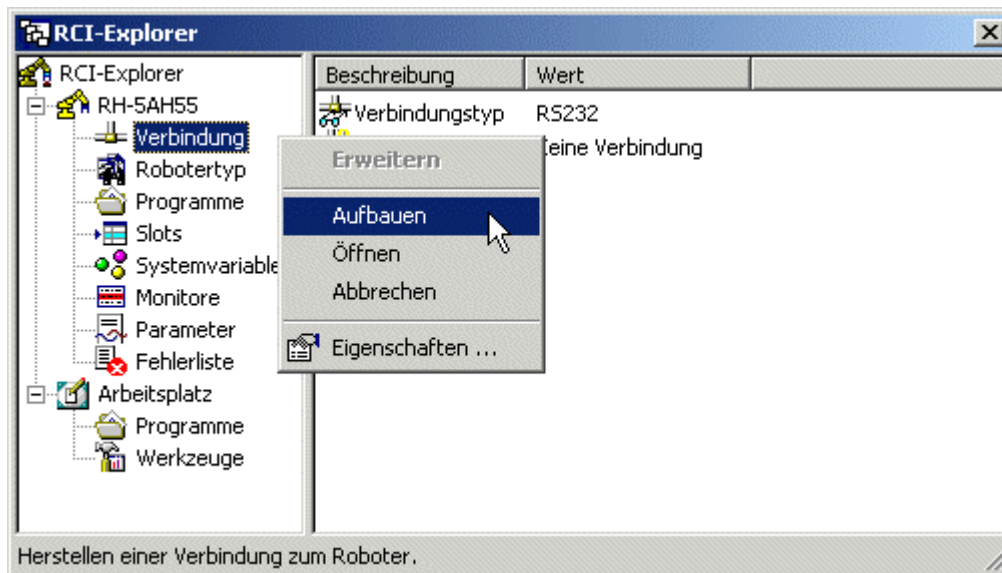 RCI-Explorer
RCI-Explorer
RH-5AH55
Verbindung
Robotertyp
Programme
Slots
Systemvariable
Monitore
Parameter
Fehlerliste
Arbeitsplatz
Programme
Werkzeuge
Beschreibung Wert
Verbindungstyp RS232
Verbindung
Erweitern
Aufbauen
Öffnen
Abbrechen
Eigenschaften ...
Herstellen einer Verbindung zum Roboter.